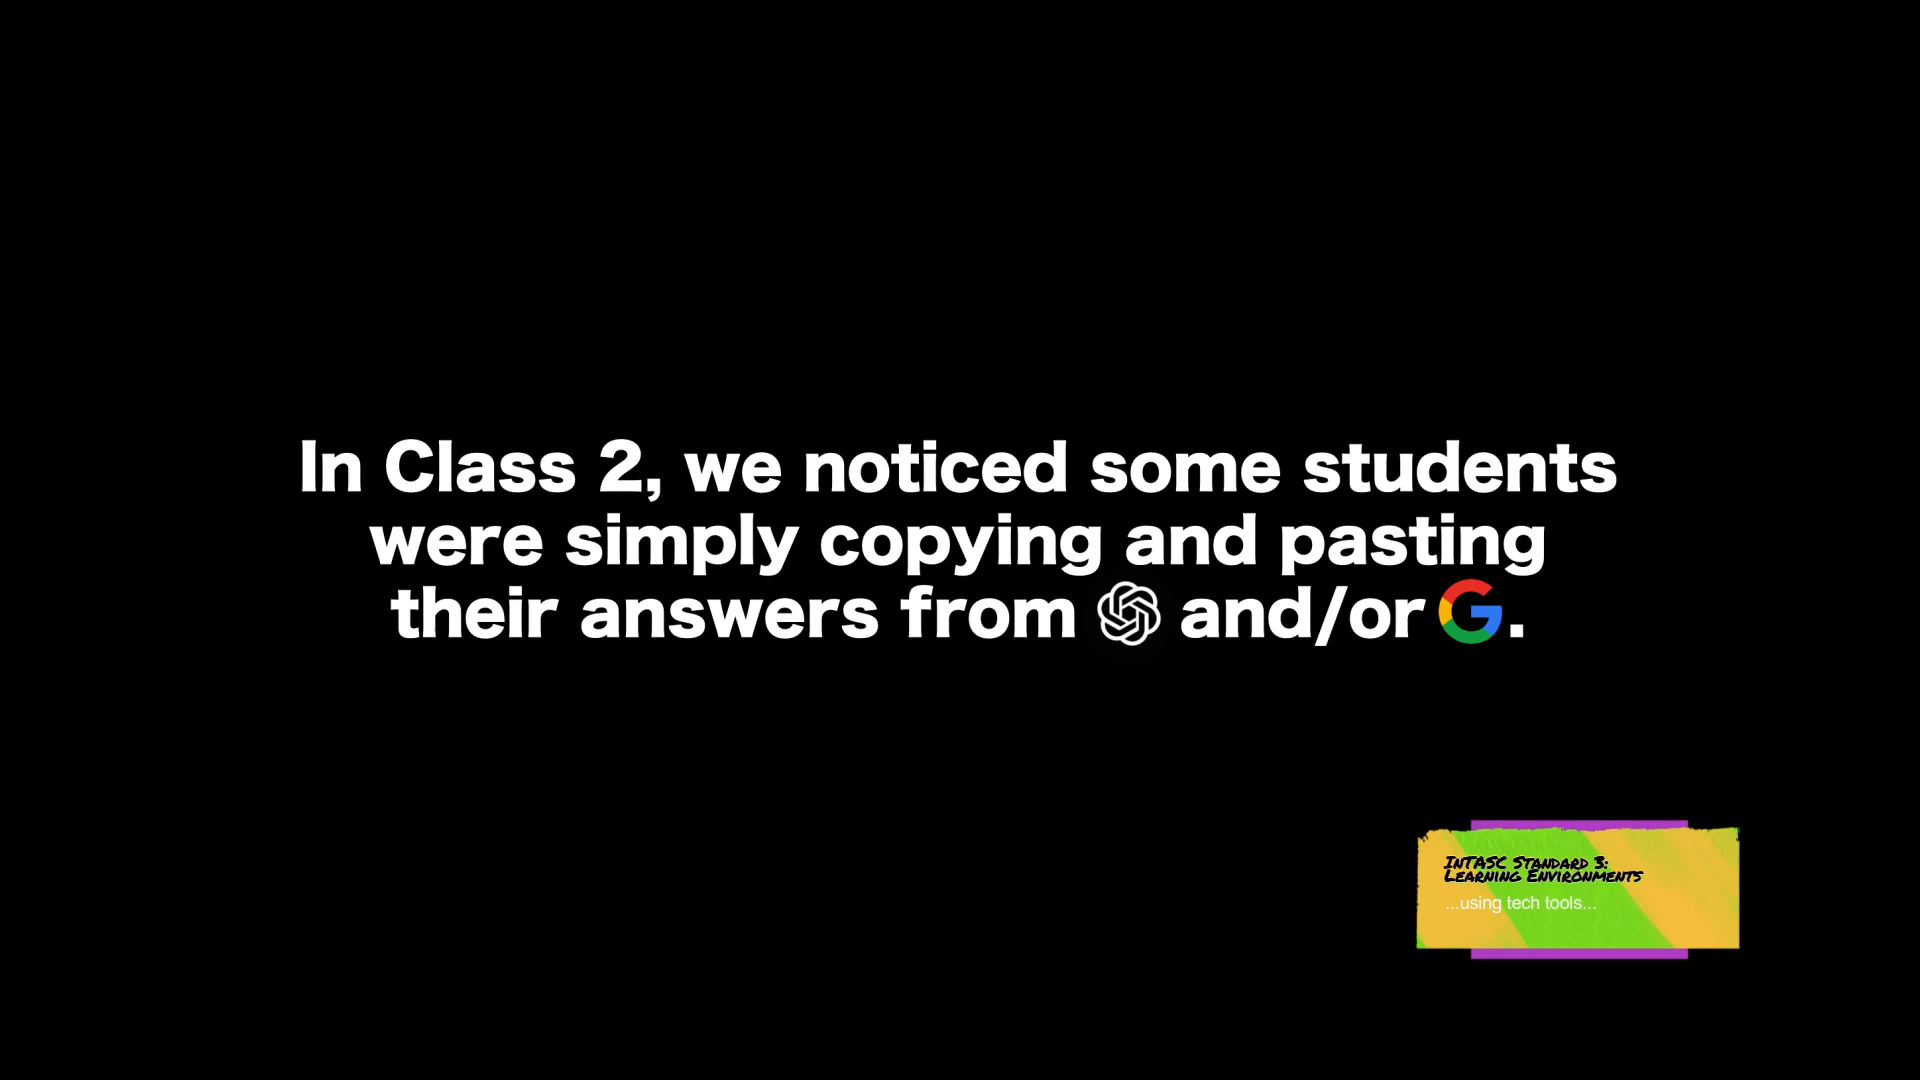 In Class 2, we noticed some students
were simply copying and pasting
their answers from and/or G.
InTASC Standard 3:
Learning Environments
...using tech tools...